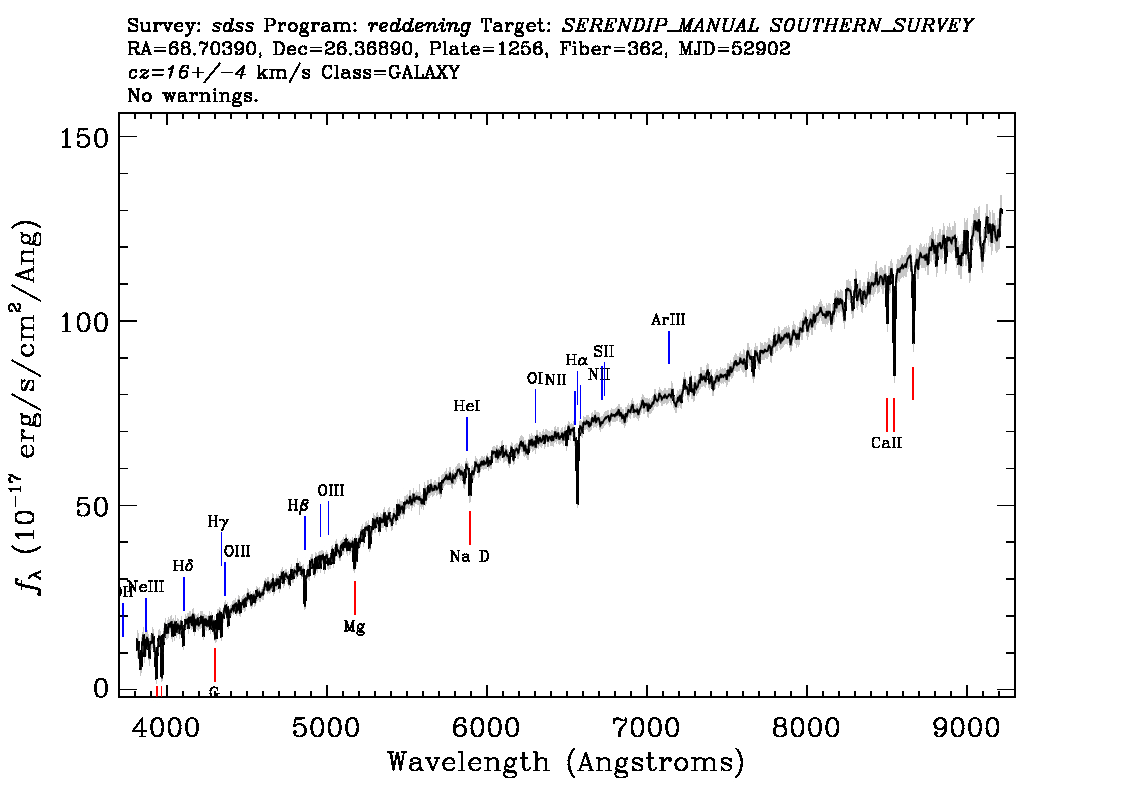 Survey: sdss Program: reddening Target: SERENDIP_MANUAL SOUTHERN_SURVEY
RA=68.70390, Dec=26.36890, Plate=1256, Fiber=362, MJD=52902
cz=16+/-4 km/s Class=GALAXY
No warnings.
150
100
50
0
fλ (10^-17 erg/s/cm^2/Ang)
ArIII
SII
Hα
NII
OI NII
HeI
OIII
Hβ
Hγ
OIII
Hδ
NeIII
CaII
Na D
Mg
G
4000 5000 6000 7000 8000 9000
Wavelength (Angstroms)